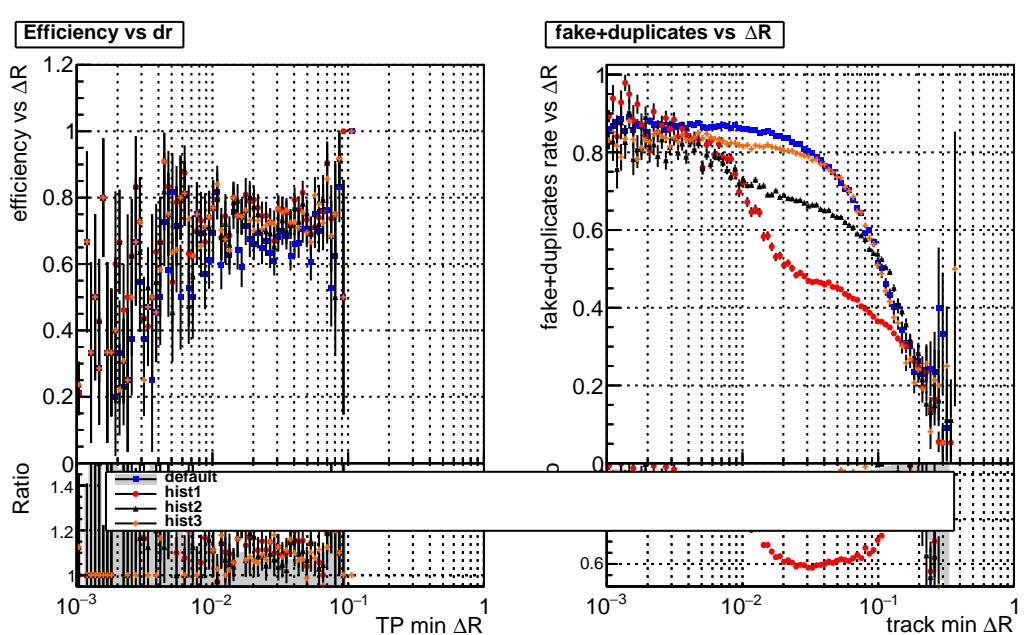 Efficiency vs dr
efficiency vs ΔR
1.2
1
0.8
0.6
0.4
0.2
0
Ratio
1.4
1.2
1
10⁻³
10⁻²
10⁻¹
1
TP min ΔR
fake+duplicates vs ΔR
fake+duplicates rate vs ΔR
1
0.8
0.6
0.4
0.2
0
0.6
10⁻³
10⁻²
10⁻¹
1
track min ΔR
default
hist1
hist2
hist3